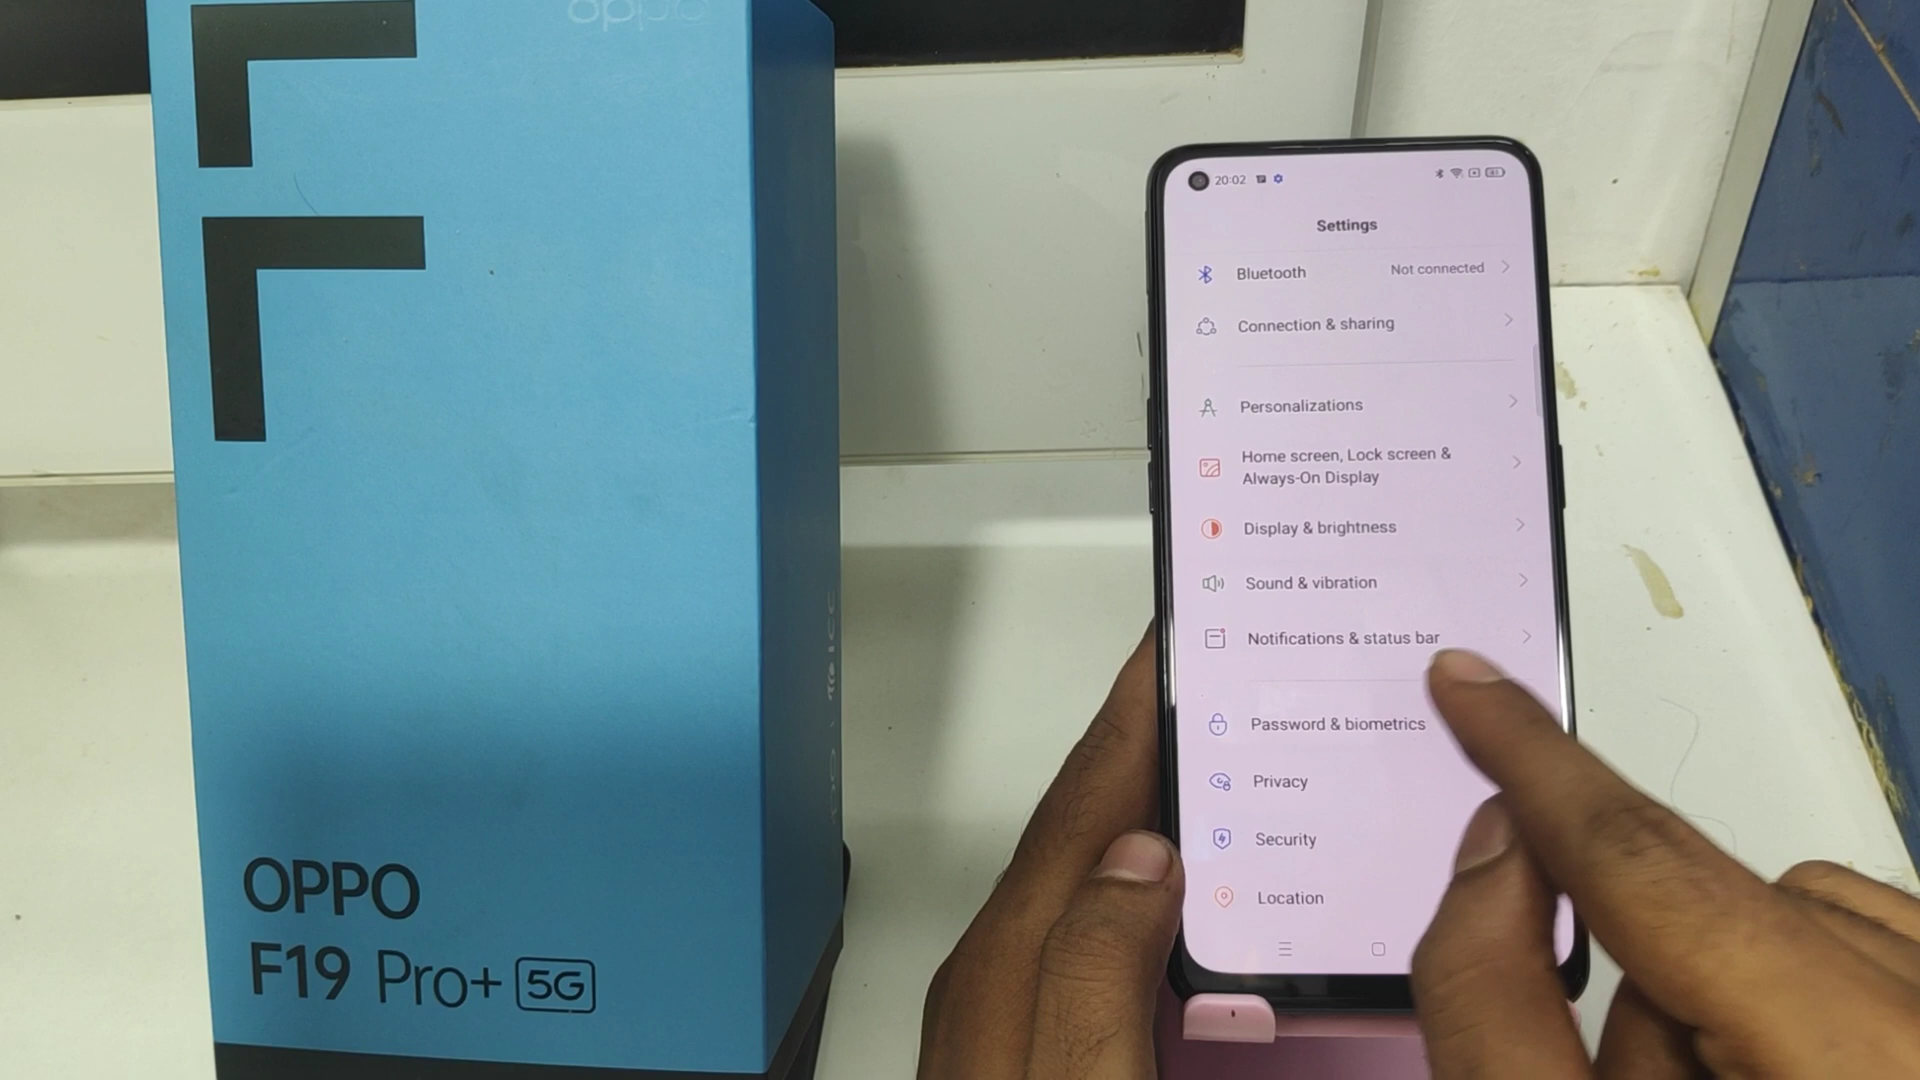 oppo
OPPO
F19 Pro+ 5G
20:02
Settings
Bluetooth Not connected
Connection & sharing
Personalizations
Home screen, Lock screen &
Always-On Display
Display & brightness
Sound & vibration
Notifications & status bar
Password & biometrics
Privacy
Security
Location